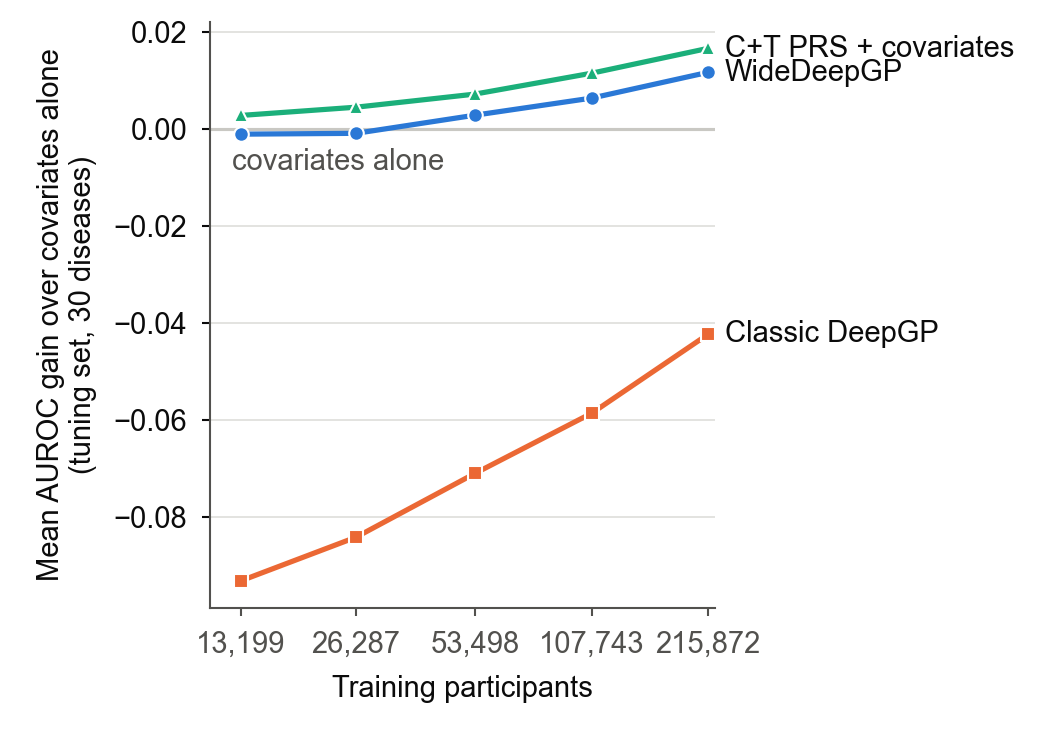 Mean AUROC gain over covariates alone
(tuning set, 30 diseases)
0.02
0.00
−0.02
−0.04
−0.06
−0.08
C+T PRS + covariates
WideDeepGP
covariates alone
Classic DeepGP
13,199 26,287 53,498 107,743 215,872
Training participants